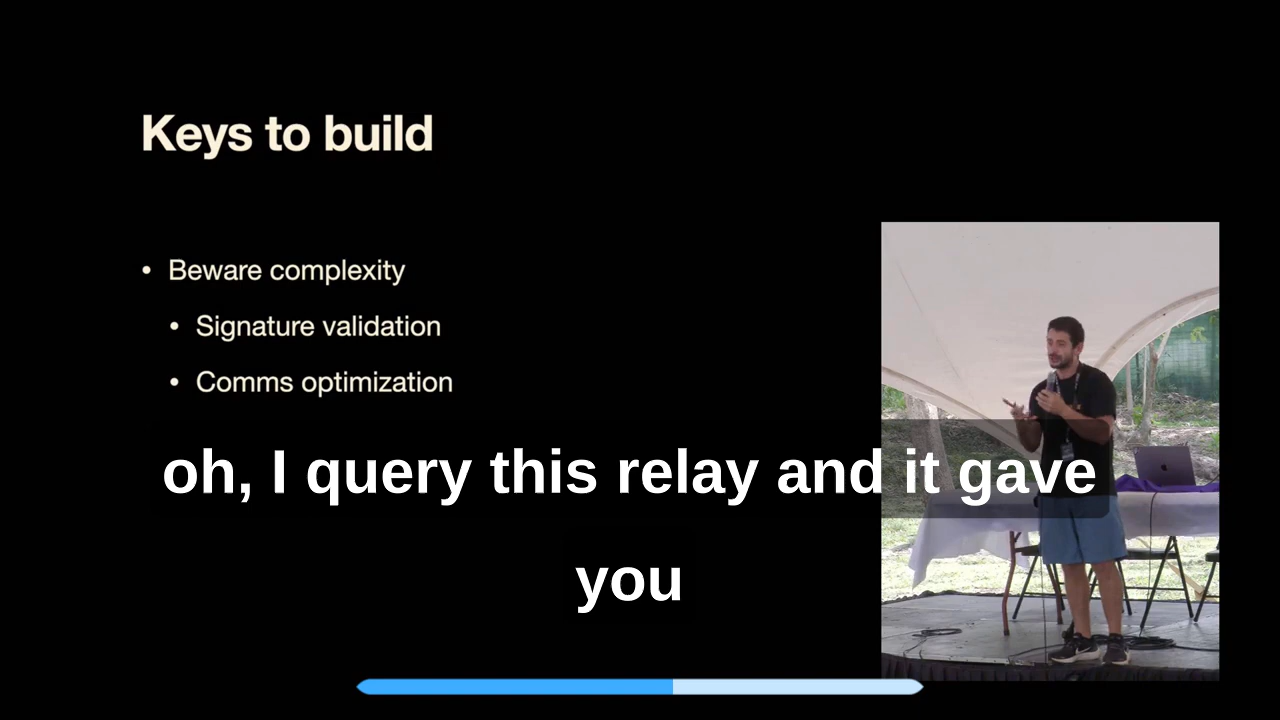 Keys to build
• Beware complexity
• Signature validation
• Comms optimization
oh, I query this relay and it gave
you